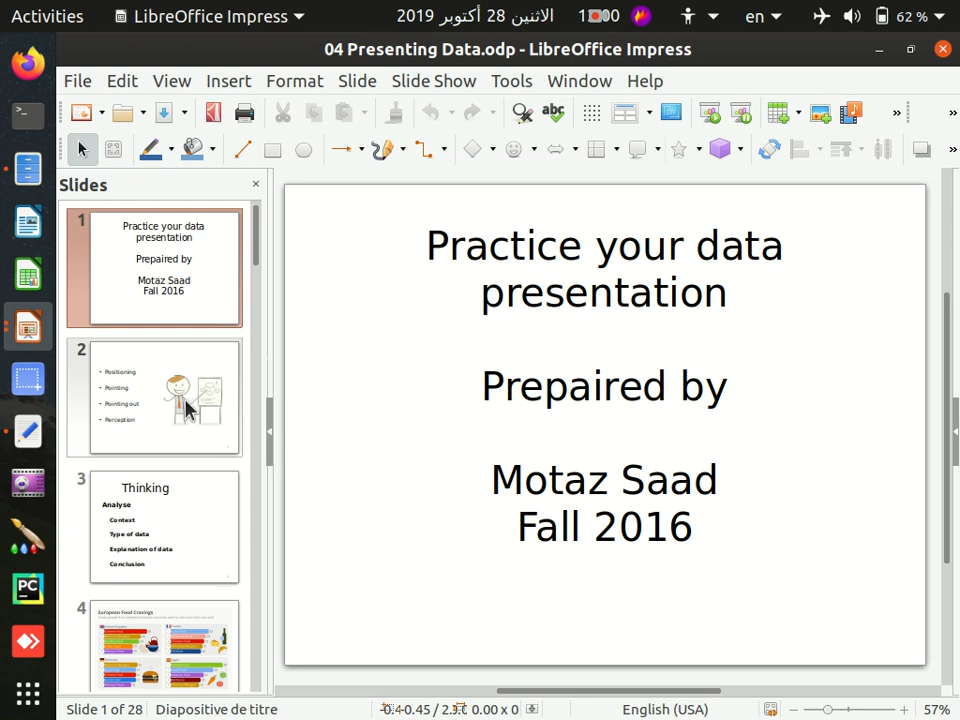 Activities
LibreOffice Impress
الاثنين 28 أكتوبر 2019
en
62 %
04 Presenting Data.odp - LibreOffice Impress
File Edit View Insert Format Slide Slide Show Tools Window Help
abc
Slides
1
Practice your data
presentation
Prepaired by
Motaz Saad
Fall 2016
2
Positioning
Pointing
Pointing out
Perception
3
Thinking
Analyse
Context
Type of data
Explanation of data
Conclusion
4
European Food Cravings
PC
Practice your data
presentation
Prepaired by
Motaz Saad
Fall 2016
Slide 1 of 28
Diapositive de titre
0.00 x 0
English (USA)
57%